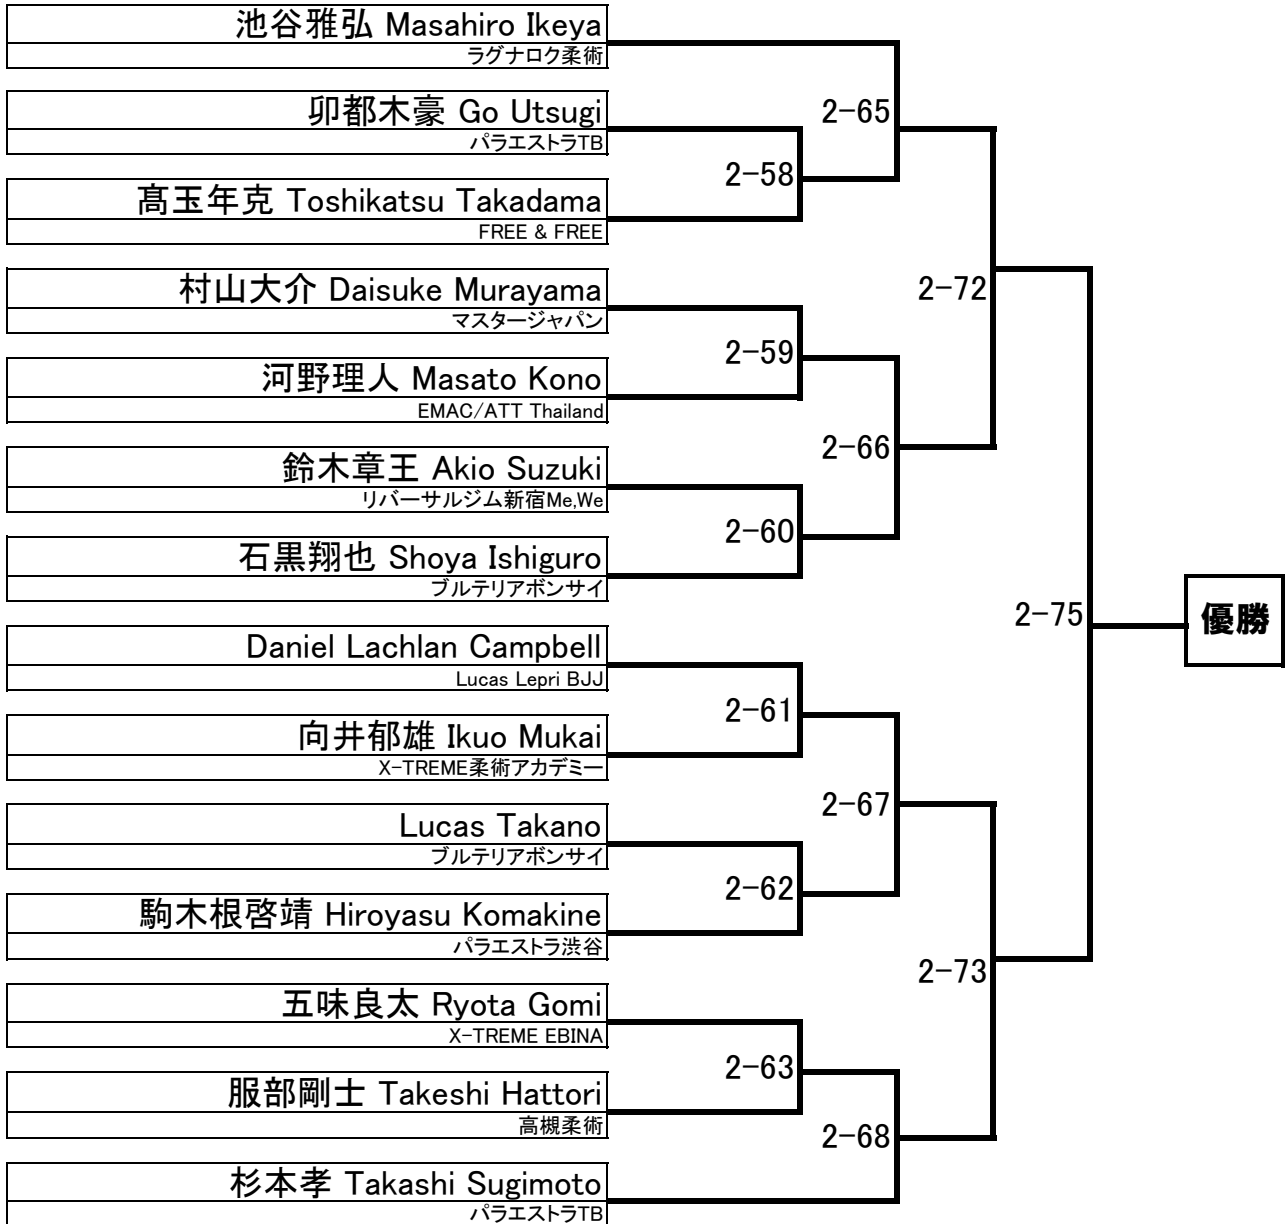 池谷雅弘 Masahiro Ikeya
ラグナロク柔術
卯都木豪 Go Utsugi
パラエストラTB
2-65
2-58
髙玉年克 Toshikatsu Takadama
FREE & FREE
村山大介 Daisuke Murayama
マスタージャパン
2-72
2-59
河野理人 Masato Kono
EMAC/ATT Thailand
2-66
鈴木章王 Akio Suzuki
リバーサルジム新宿Me,We
2-60
石黒翔也 Shoya Ishiguro
ブルテリアボンサイ
2-75
優勝
Daniel Lachlan Campbell
Lucas Lepri BJJ
2-61
向井郁雄 Ikuo Mukai
X-TREME柔術アカデミー
2-67
Lucas Takano
ブルテリアボンサイ
2-62
駒木根啓靖 Hiroyasu Komakine
パラエストラ渋谷
2-73
五味良太 Ryota Gomi
X-TREME EBINA
2-63
服部剛士 Takeshi Hattori
高槻柔術
2-68
杉本孝 Takashi Sugimoto
パラエストラTB